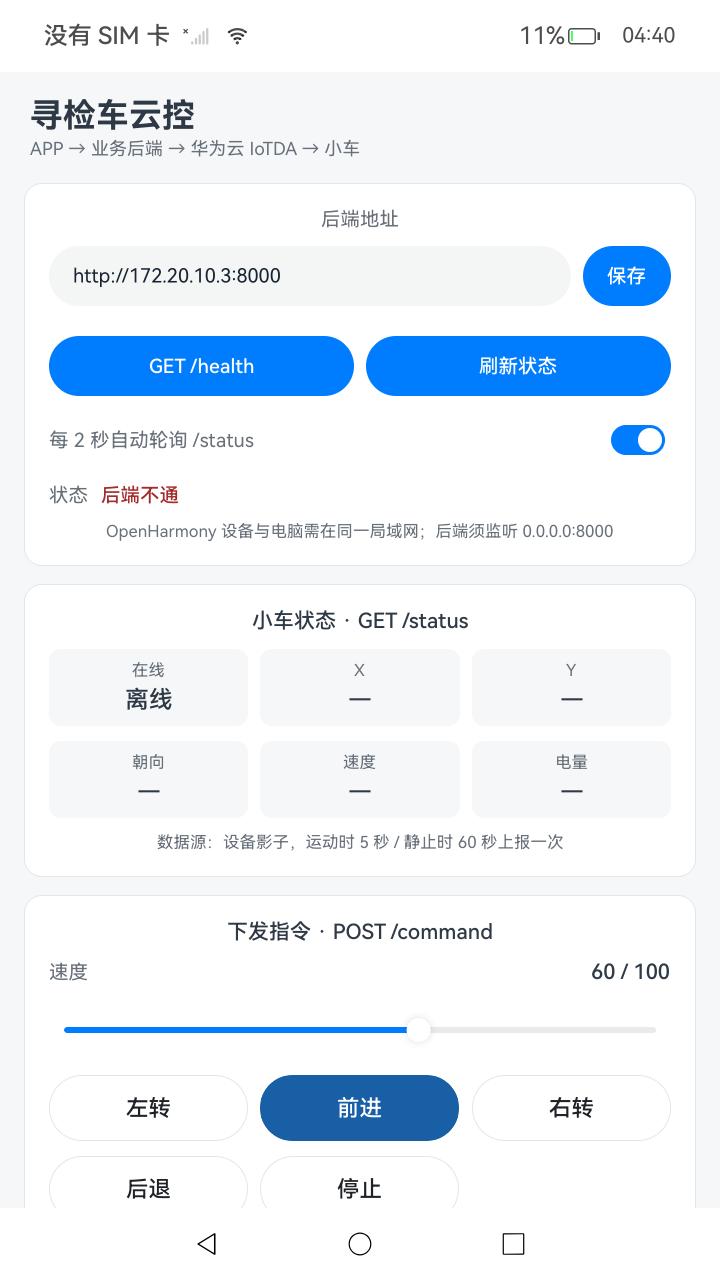 没有 SIM 卡 11% 04:40
寻检车云控
APP → 业务后端 → 华为云 IoTDA → 小车
后端地址
http://172.20.10.3:8000 保存
GET /health 刷新状态
每 2 秒自动轮询 /status
状态 后端不通
OpenHarmony 设备与电脑需在同一局域网；后端须监听 0.0.0.0:8000
小车状态 · GET /status
在线 X Y
离线 — —
朝向 速度 电量
— — —
数据源：设备影子，运动时 5 秒 / 静止时 60 秒上报一次
下发指令 · POST /command
速度 60 / 100
左转 前进 右转
后退 停止